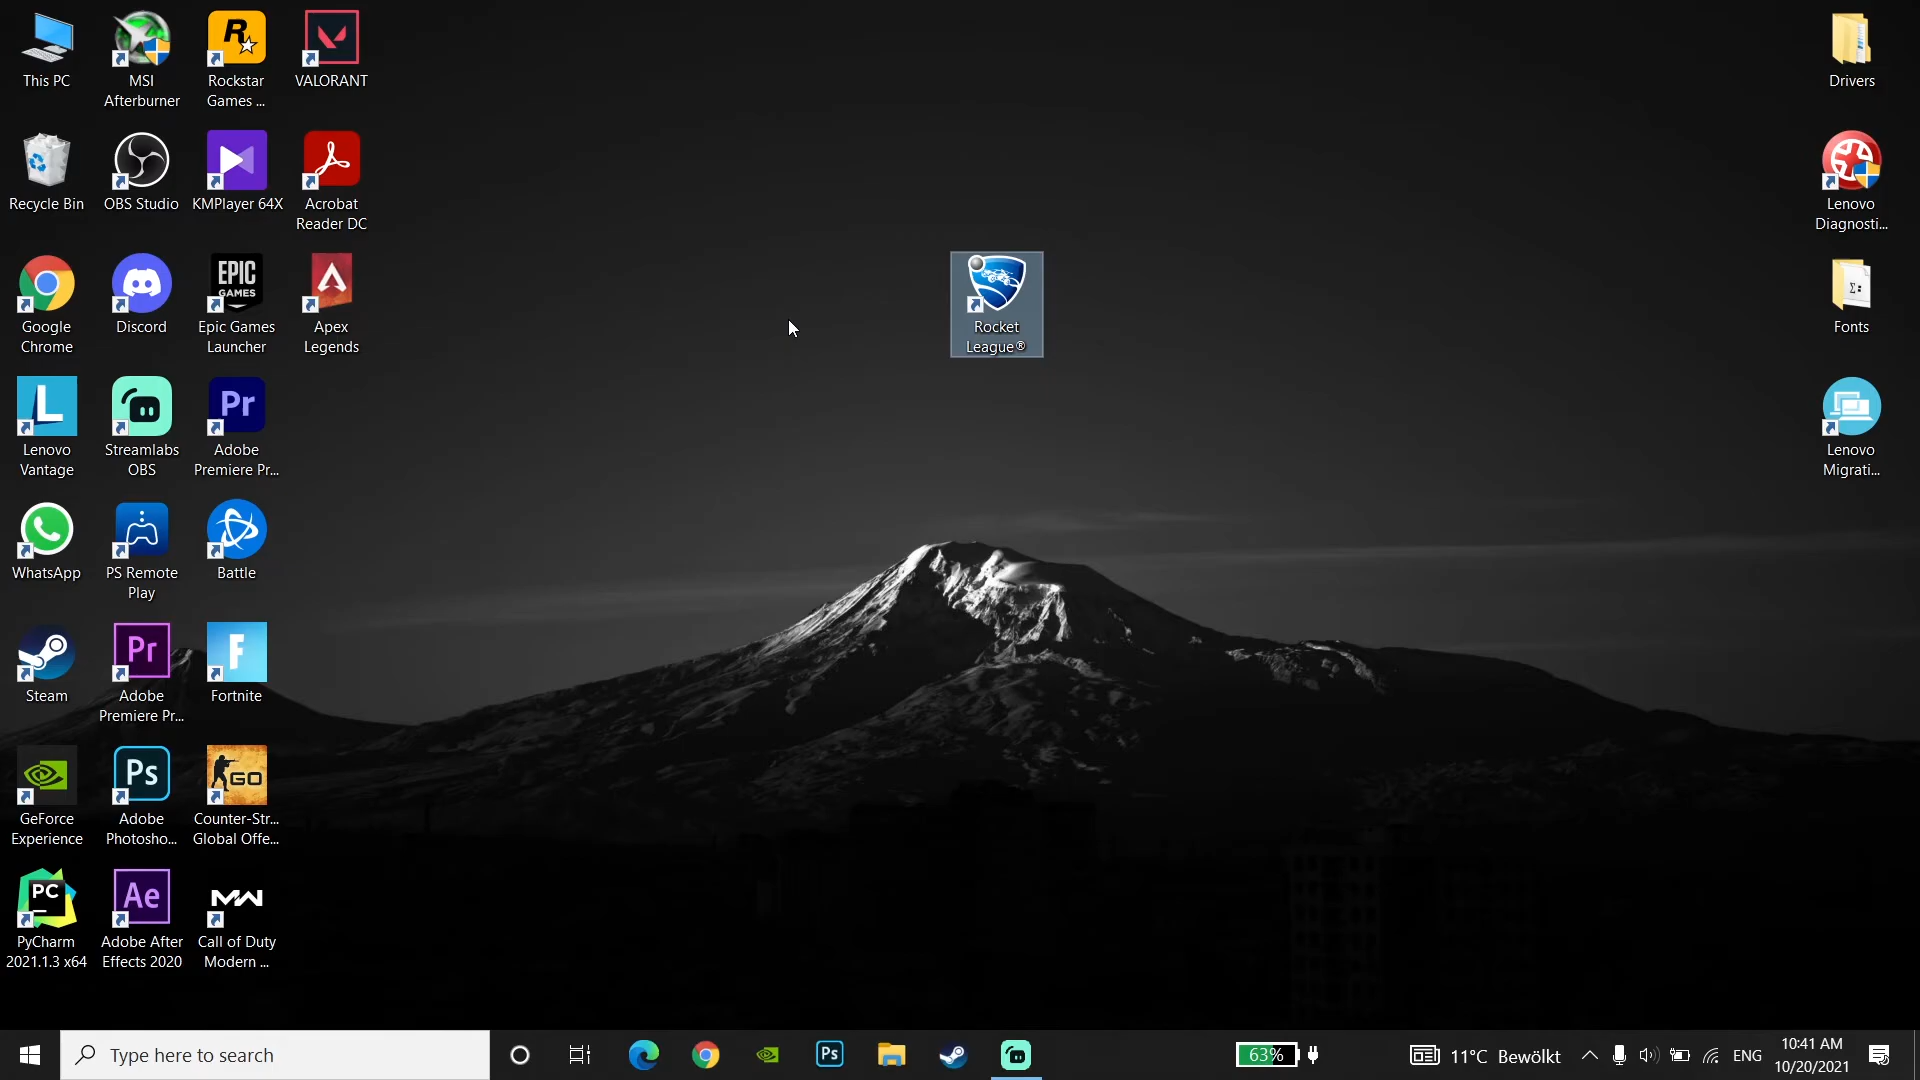 This PC
MSI
Afterburner
R
Rockstar
Games ...
VALORANT
Drivers
Recycle Bin
OBS Studio
KMPlayer 64X
Acrobat
Reader DC
Lenovo
Diagnosti...
Google
Chrome
Discord
EPIC
GAMES
Epic Games
Launcher
Apex
Legends
Rocket
League®
Σ:
Fonts
L
Lenovo
Vantage
Streamlabs
OBS
Pr
Adobe
Premiere Pr...
Lenovo
Migrati...
WhatsApp
PS Remote
Play
Battle
Steam
Pr
Adobe
Premiere Pr...
F
Fortnite
GeForce
Experience
Ps
Adobe
Photosho...
GO
Counter-Str...
Global Offe...
PC
PyCharm
2021.1.3 x64
Ae
Adobe After
Effects 2020
MW
Call of Duty
Modern ...
Type here to search
Ps
63%
11°C Bewölkt
ENG
10:41 AM
10/20/2021